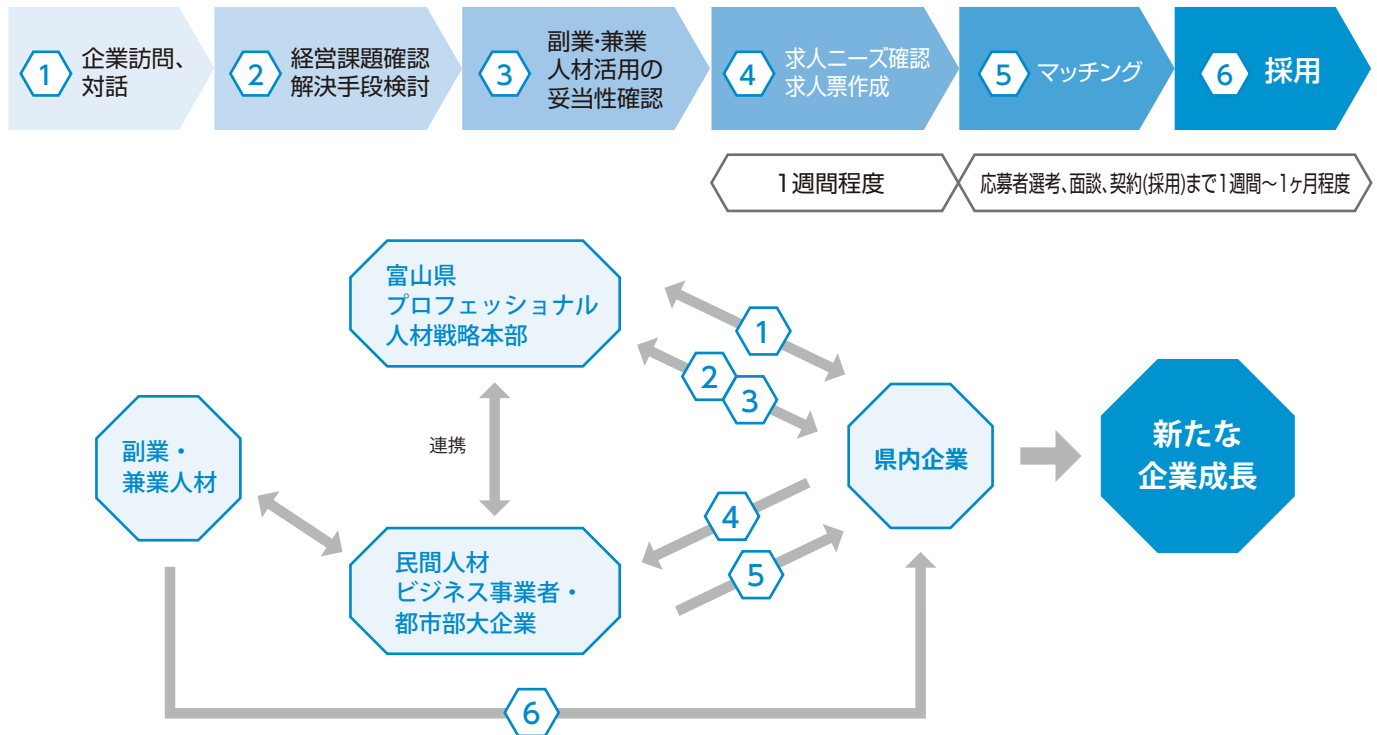 1
企業訪問、
対話
2
経営課題確認
解決手段検討
3
副業·兼業
人材活用の
妥当性確認
4
求人ニーズ確認
求人票作成
5
マッチング
6
採用
1週間程度
応募者選考、面談、契約(採用)まで1週間〜1ヶ月程度
富山県
プロフェッショナル
人材戦略本部
1
2
3
連携
副業・
兼業人材
県内企業
新たな
企業成長
4
5
民間人材
ビジネス事業者・
都市部大企業
6